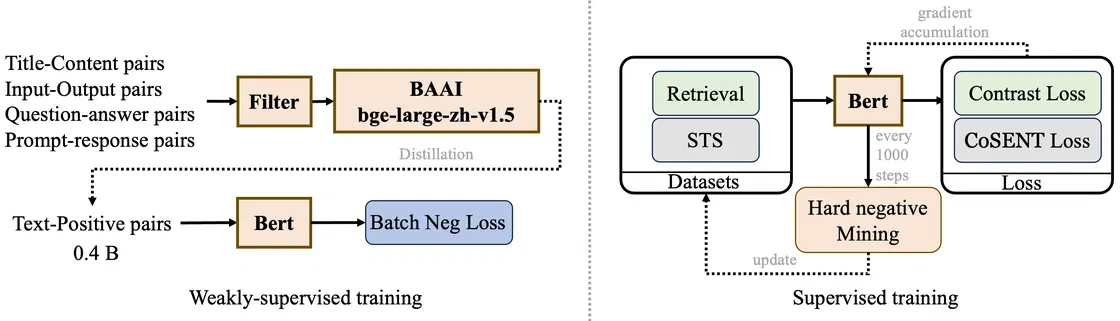 Title-Content pairs
Input-Output pairs
Question-answer pairs
Prompt-response pairs
Filter
BAAI
bge-large-zh-v1.5
Distillation
Text-Positive pairs
0.4 B
Bert
Batch Neg Loss
Weakly-supervised training
gradient
accumulation
Retrieval
STS
Datasets
Bert
Contrast Loss
CoSENT Loss
Loss
every
1000
steps
Hard negative
Mining
update
Supervised training